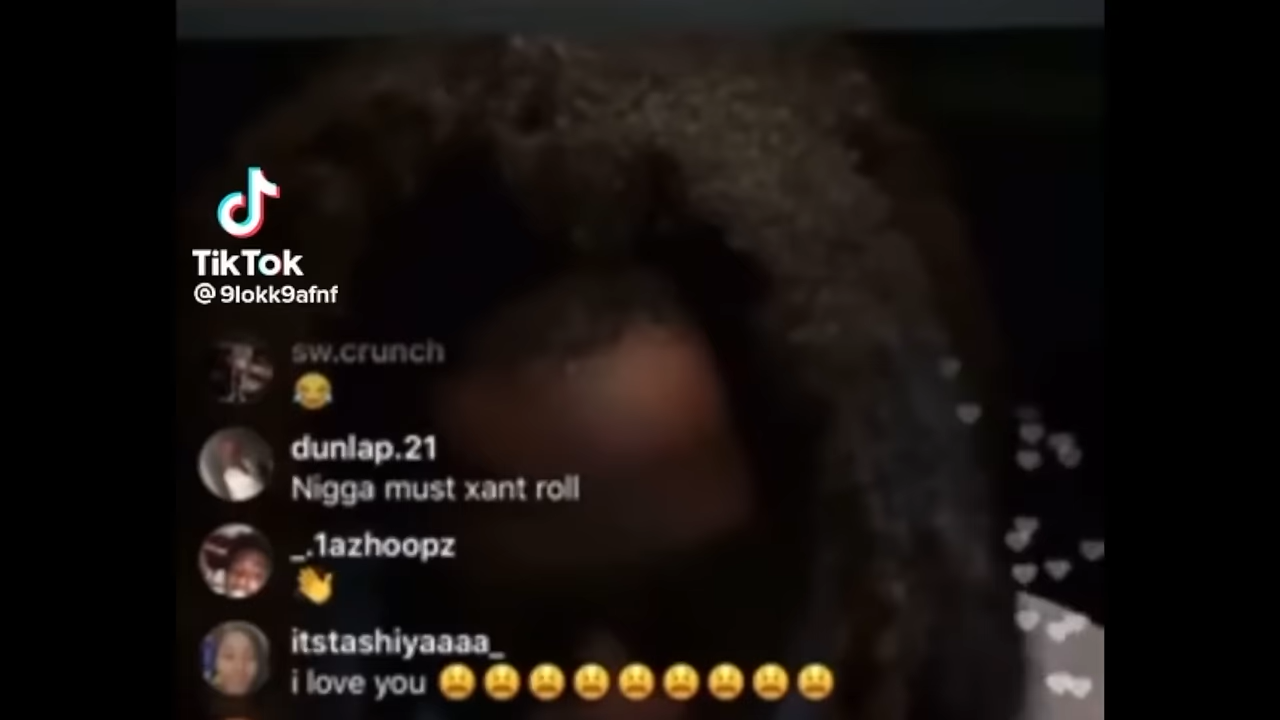 TikTok
@9lokk9afnf
sw.crunch
😂
dunlap.21
Nigga must xant roll
_.1azhoopz
👏
itstashiyaaaa_
i love you 😫😫😫😫😫😫😫😫😫